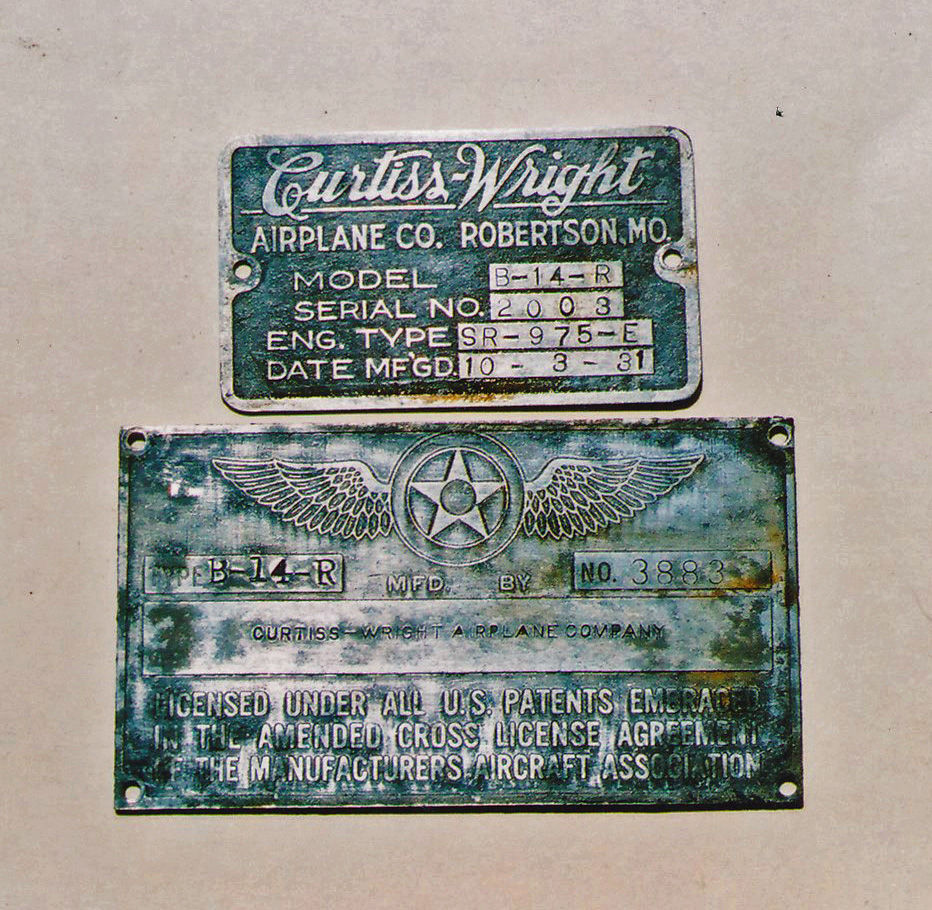 Curtiss-Wright
AIRPLANE CO. ROBERTSON, MO.
MODEL B-14-R
SERIAL NO. 2003
ENG. TYPE SR-975-E
DATE MF'G'D. 10-3-31
TYPE B-14-R MFD. BY NO. 3883
CURTISS-WRIGHT AIRPLANE COMPANY
LICENSED UNDER ALL U.S. PATENTS EMBRACED
IN THE AMENDED CROSS LICENSE AGREEMENT
OF THE MANUFACTURERS AIRCRAFT ASSOCIATION